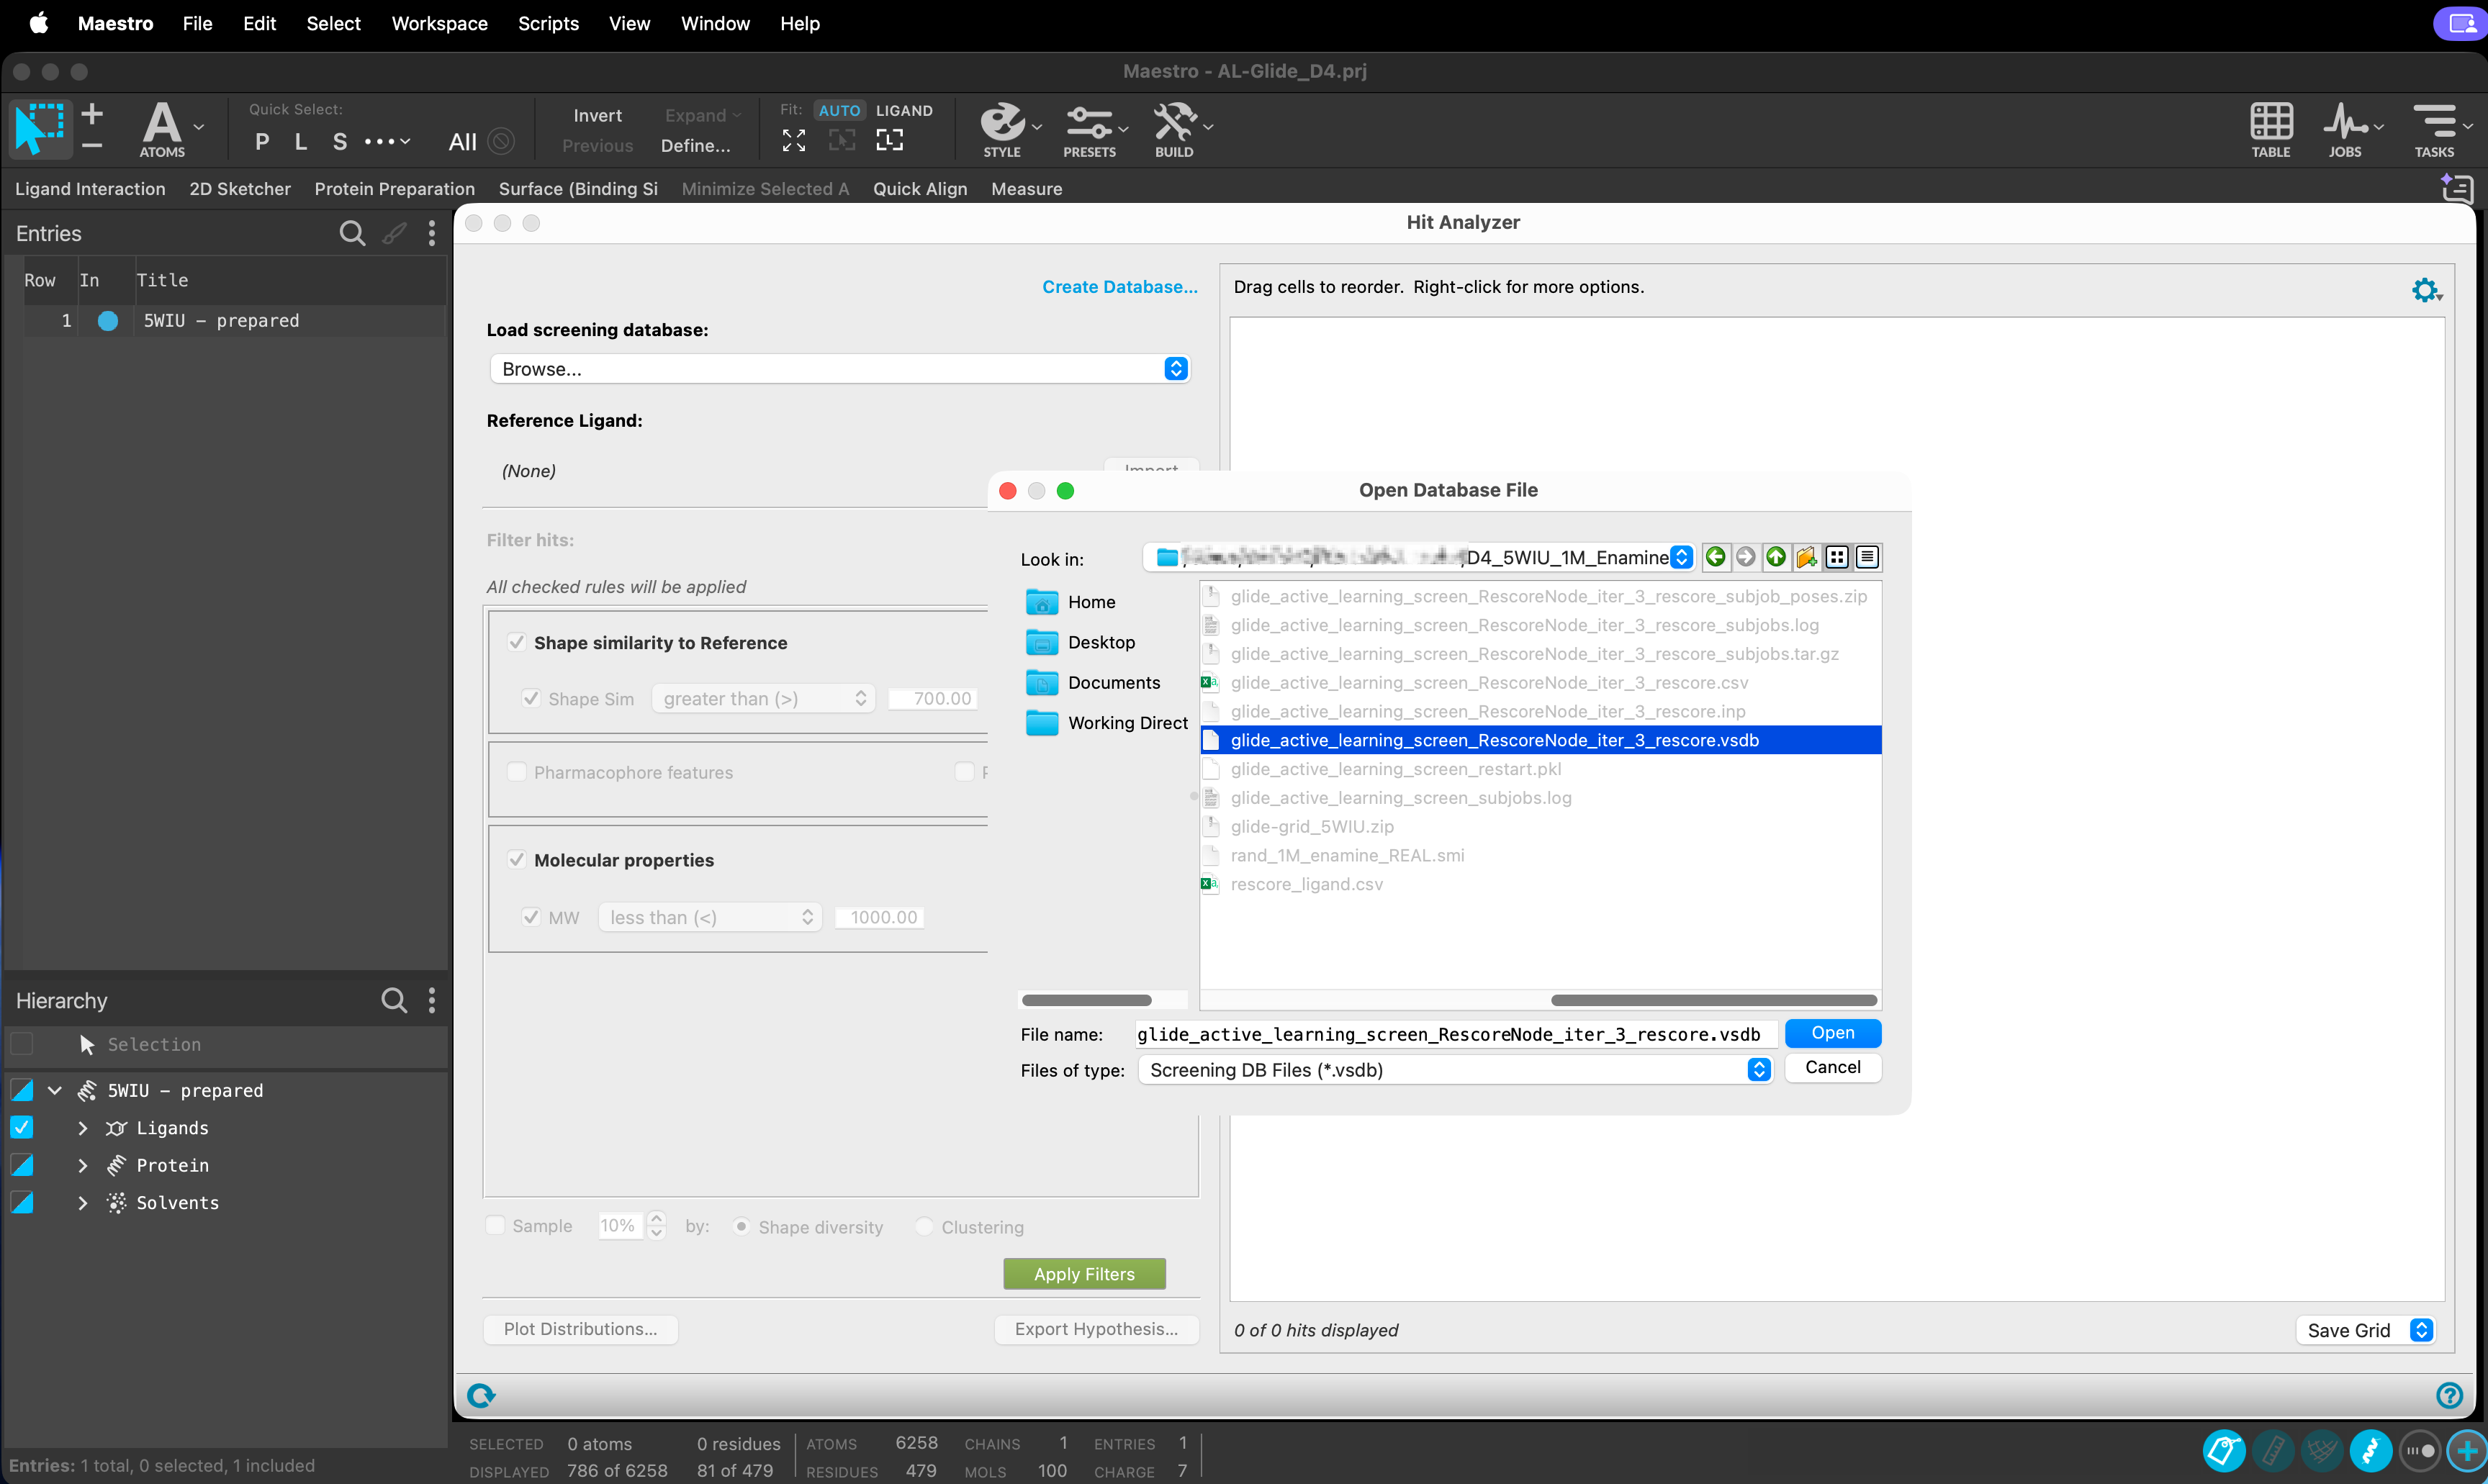 Maestro File Edit Select Workspace Scripts View Window Help
Maestro - AL-Glide_D4.prj
Quick Select:
P L S All
ATOMS
Invert Expand
Previous Define...
Fit: AUTO LIGAND
STYLE PRESETS BUILD
TABLE JOBS TASKS
Ligand Interaction 2D Sketcher Protein Preparation Surface (Binding Si Minimize Selected A Quick Align Measure
Entries
Row In Title
1 5WIU - prepared
Hierarchy
Selection
5WIU - prepared
Ligands
Protein
Solvents
Entries: 1 total, 0 selected, 1 included
Hit Analyzer
Create Database...
Load screening database:
Browse...
Reference Ligand:
(None)
Import
Filter hits:
All checked rules will be applied
Shape similarity to Reference
Shape Sim greater than (>) 700.00
Pharmacophore features
Molecular properties
MW less than (<) 1000.00
Sample 10% by: Shape diversity Clustering
Apply Filters
Plot Distributions... Export Hypothesis...
Drag cells to reorder. Right-click for more options.
0 of 0 hits displayed
Save Grid
Open Database File
Look in: D4_5WIU_1M_Enamine
Home
Desktop
Documents
Working Direct
glide_active_learning_screen_RescoreNode_iter_3_rescore_subjob_poses.zip
glide_active_learning_screen_RescoreNode_iter_3_rescore_subjobs.log
glide_active_learning_screen_RescoreNode_iter_3_rescore_subjobs.tar.gz
glide_active_learning_screen_RescoreNode_iter_3_rescore.csv
glide_active_learning_screen_RescoreNode_iter_3_rescore.inp
glide_active_learning_screen_RescoreNode_iter_3_rescore.vsdb
glide_active_learning_screen_restart.pkl
glide_active_learning_screen_subjobs.log
glide-grid_5WIU.zip
rand_1M_enamine_REAL.smi
rescore_ligand.csv
File name: glide_active_learning_screen_RescoreNode_iter_3_rescore.vsdb Open
Files of type: Screening DB Files (*.vsdb) Cancel
SELECTED 0 atoms 0 residues ATOMS 6258 CHAINS 1 ENTRIES 1
DISPLAYED 786 of 6258 81 of 479 RESIDUES 479 MOLS 100 CHARGE 7